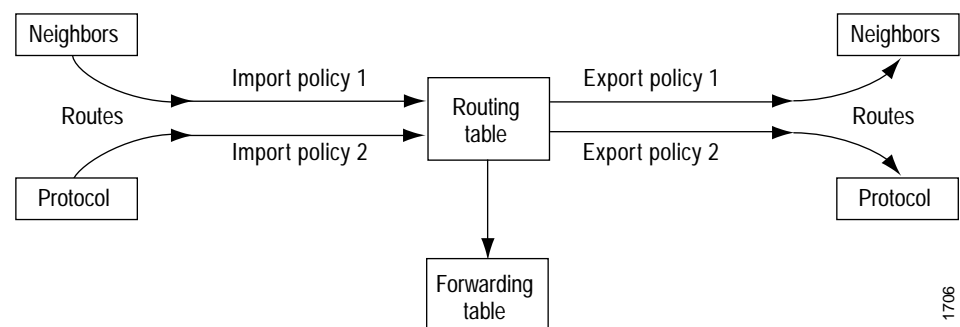 Neighbors
Neighbors
Import policy 1
Export policy 1
Routes
Routing
table
Routes
Import policy 2
Export policy 2
Protocol
Protocol
Forwarding
table
1706